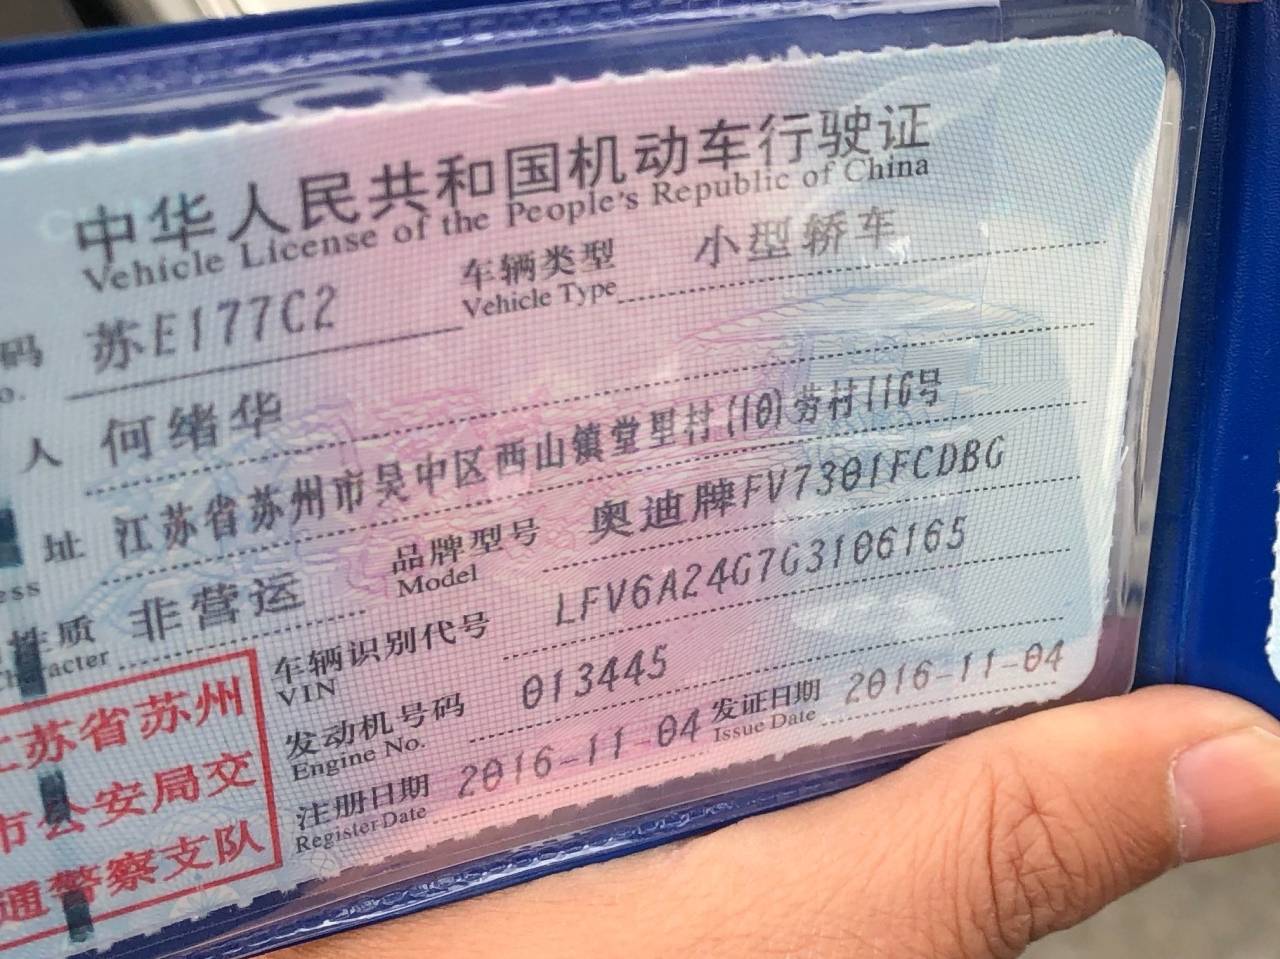 中华人民共和国机动车行驶证
Vehicle License of the People's Republic of China
码 苏E177C2 车辆类型 小型轿车
o. Vehicle Type
人 何绪华
址 江苏省苏州市吴中区西山镇堂里村(10)劳村116号
ess
性质 非营运 品牌型号 奥迪牌FV7301FCDBG
Character Model
车辆识别代号 LFV6A24G7G3106165
VIN
发动机号码 013445
Engine No.
注册日期 2016-11-04 发证日期 2016-11-04
Register Date Issue Date
江苏省苏州
市公安局交
通警察支队